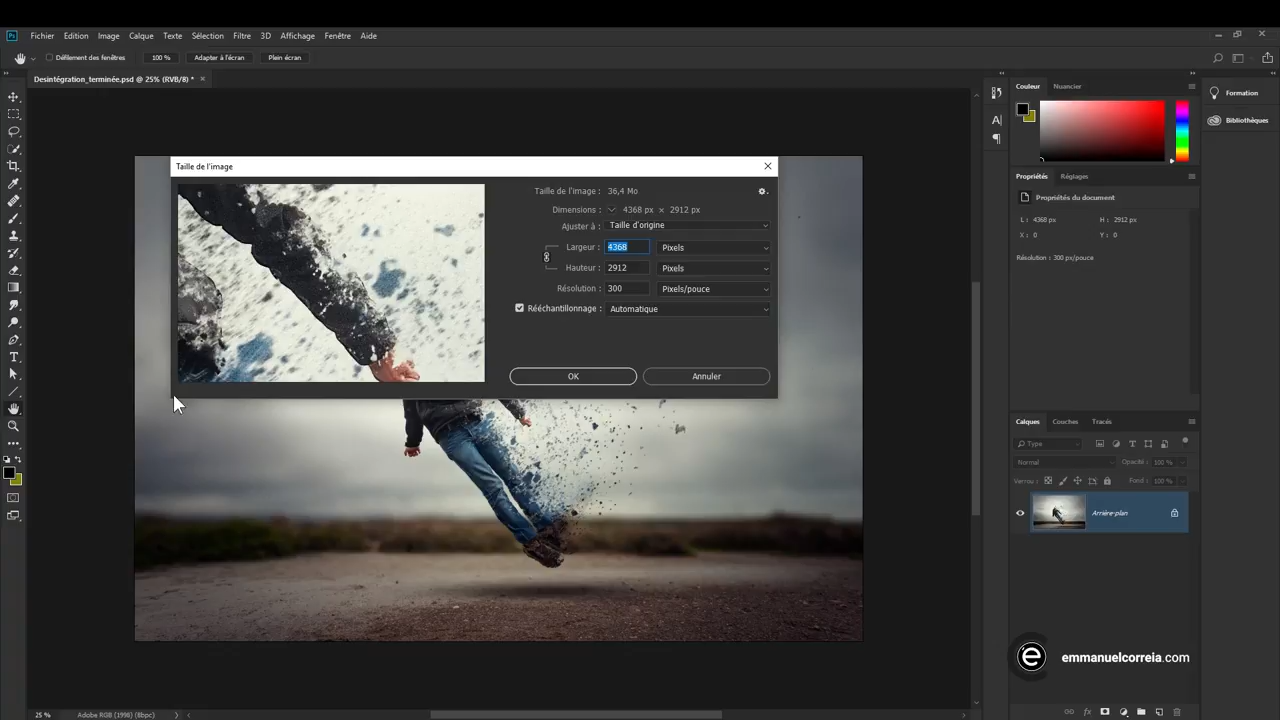 Ps Fichier Edition Image Calque Texte Sélection Filtre 3D Affichage Fenêtre Aide
Défilement des fenêtres 100 % Adapter à l'écran Plein écran
Desintégration_terminée.psd @ 25% (RVB/8) * ×
Couleur Nuancier
Formation
Bibliothèques
Taille de l'image
Taille de l'image : 36,4 Mo
Dimensions : 4368 px × 2912 px
Ajuster à : Taille d'origine
Largeur : 4368 Pixels
Hauteur : 2912 Pixels
Résolution : 300 Pixels/pouce
Rééchantillonnage : Automatique
OK Annuler
Propriétés Réglages
Propriétés du document
L : 4368 px H : 2912 px
X : 0 Y : 0
Résolution : 300 px/pouce
Calques Couches Tracés
Type
Normal Opacité : 100 %
Verrou : Fond : 100 %
Arrière-plan
e emmanuelcorreia.com
25 % Adobe RGB (1998) (8bpc)